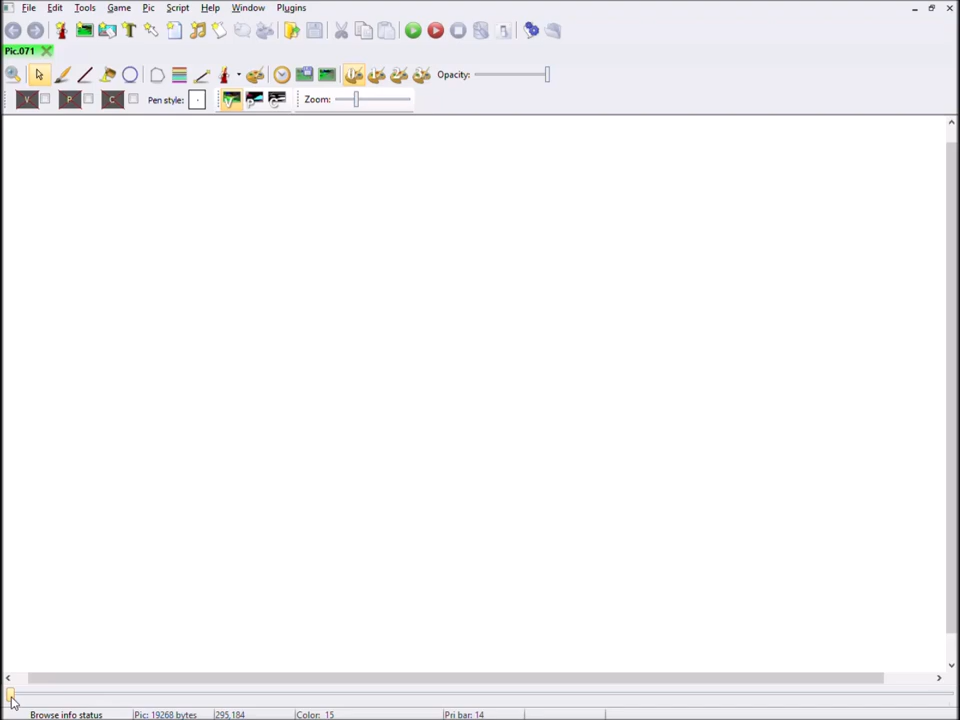 File Edit Tools Game Pic Script Help Window Plugins
Pic.071
Opacity:
V P C Pen style: V P C Zoom:
Browse info status Pic: 19268 bytes 295,184 Color: 15 Pri bar: 14